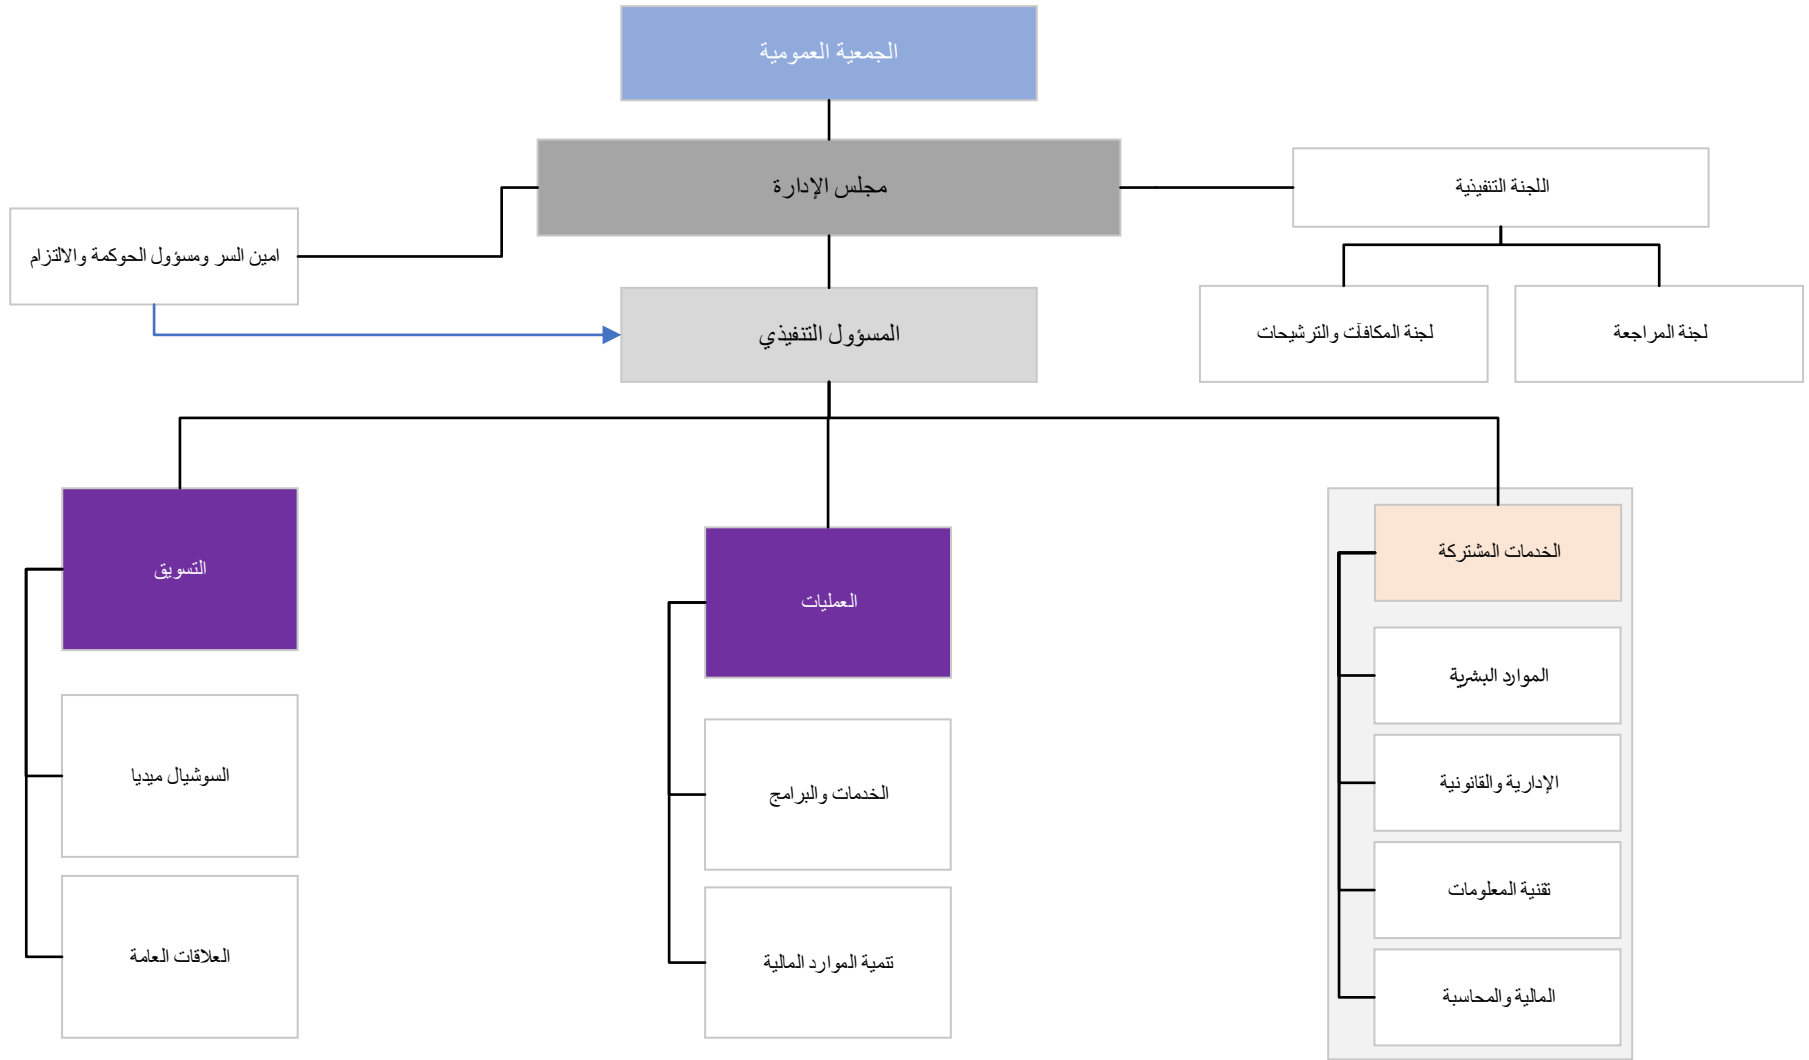 الجمعية العمومية
مجلس الإدارة
اللجنة التنفيذية
امين السر ومسؤول الحوكمة والالتزام
المسؤول التنفيذي
لجنة المراجعة
لجنة المكافآت والترشيحات
الخدمات المشتركة
الموارد البشرية
الإدارية والقانونية
تقنية المعلومات
المالية والمحاسبة
العمليات
الخدمات والبرامج
تتمية الموارد المالية
التسويق
السوشيال ميديا
العلاقات العامة